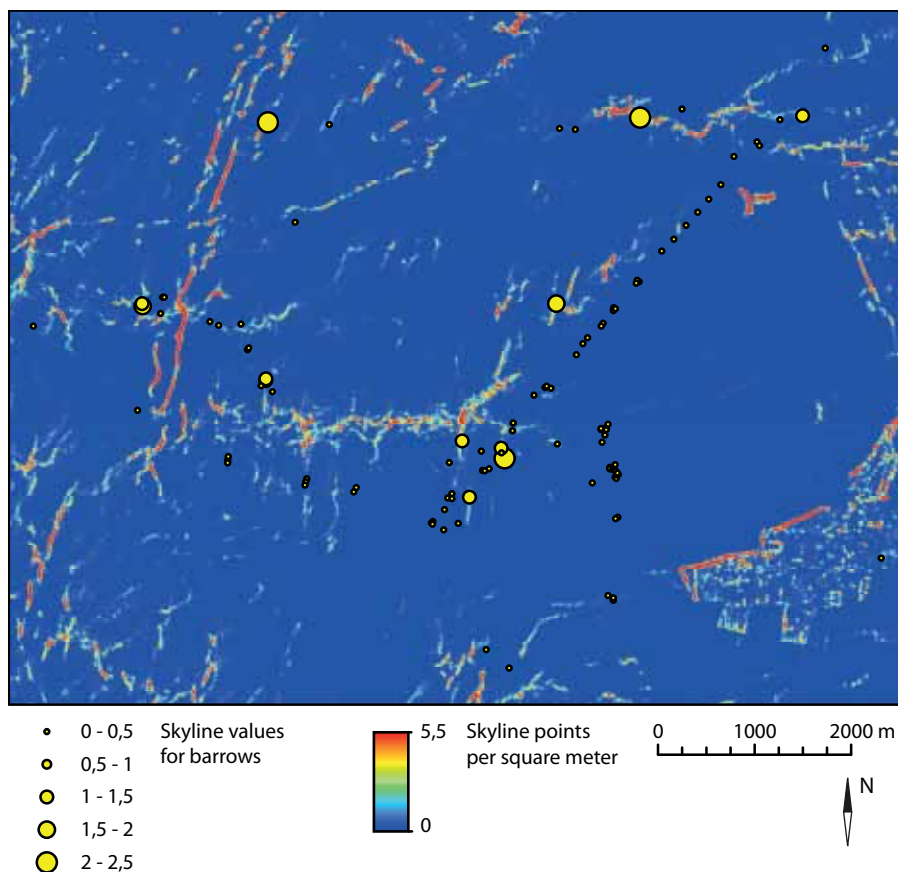 0 - 0,5
0,5 - 1
1 - 1,5
1,5 - 2
2 - 2,5
Skyline values
for barrows
5,5
0
Skyline points
per square meter
0 1000 2000 m
N